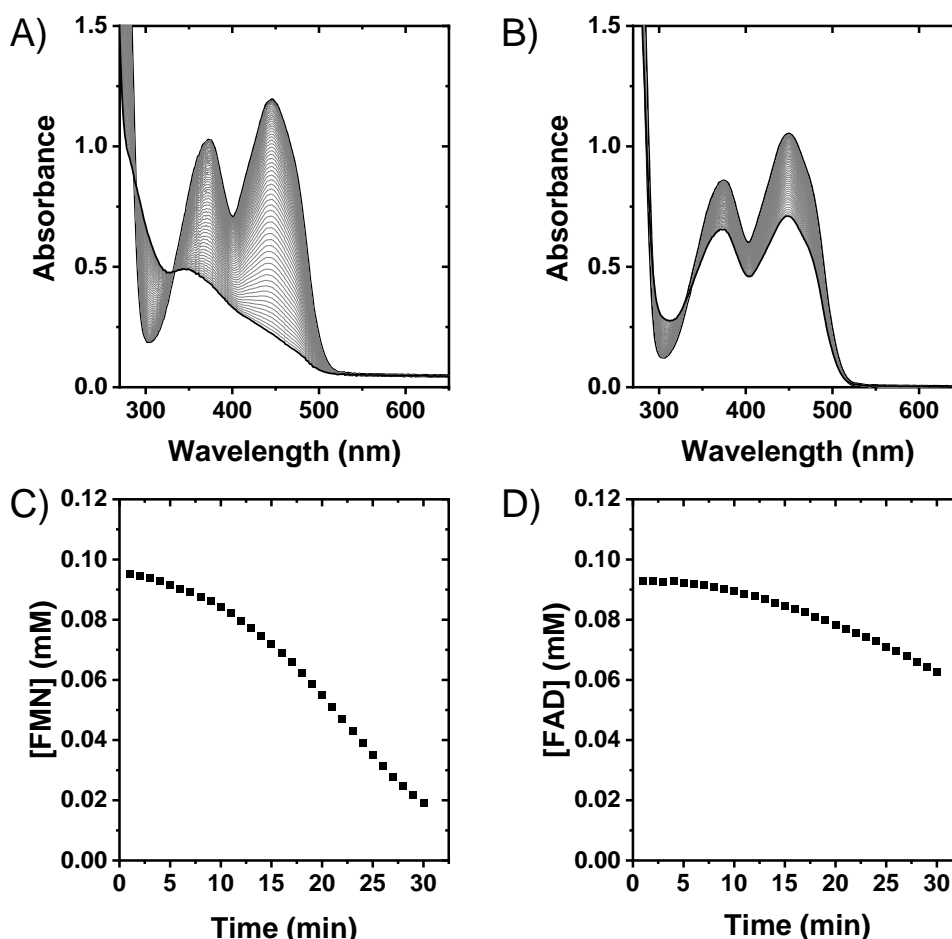 A)
1.5
1.0
0.5
0.0
Absorbance
300 400 500 600
Wavelength (nm)
B)
1.5
1.0
0.5
0.0
Absorbance
300 400 500 600
Wavelength (nm)
C)
0.12
0.10
0.08
0.06
0.04
0.02
0.00
[FMN] (mM)
0 5 10 15 20 25 30
Time (min)
D)
0.12
0.10
0.08
0.06
0.04
0.02
0.00
[FAD] (mM)
0 5 10 15 20 25 30
Time (min)